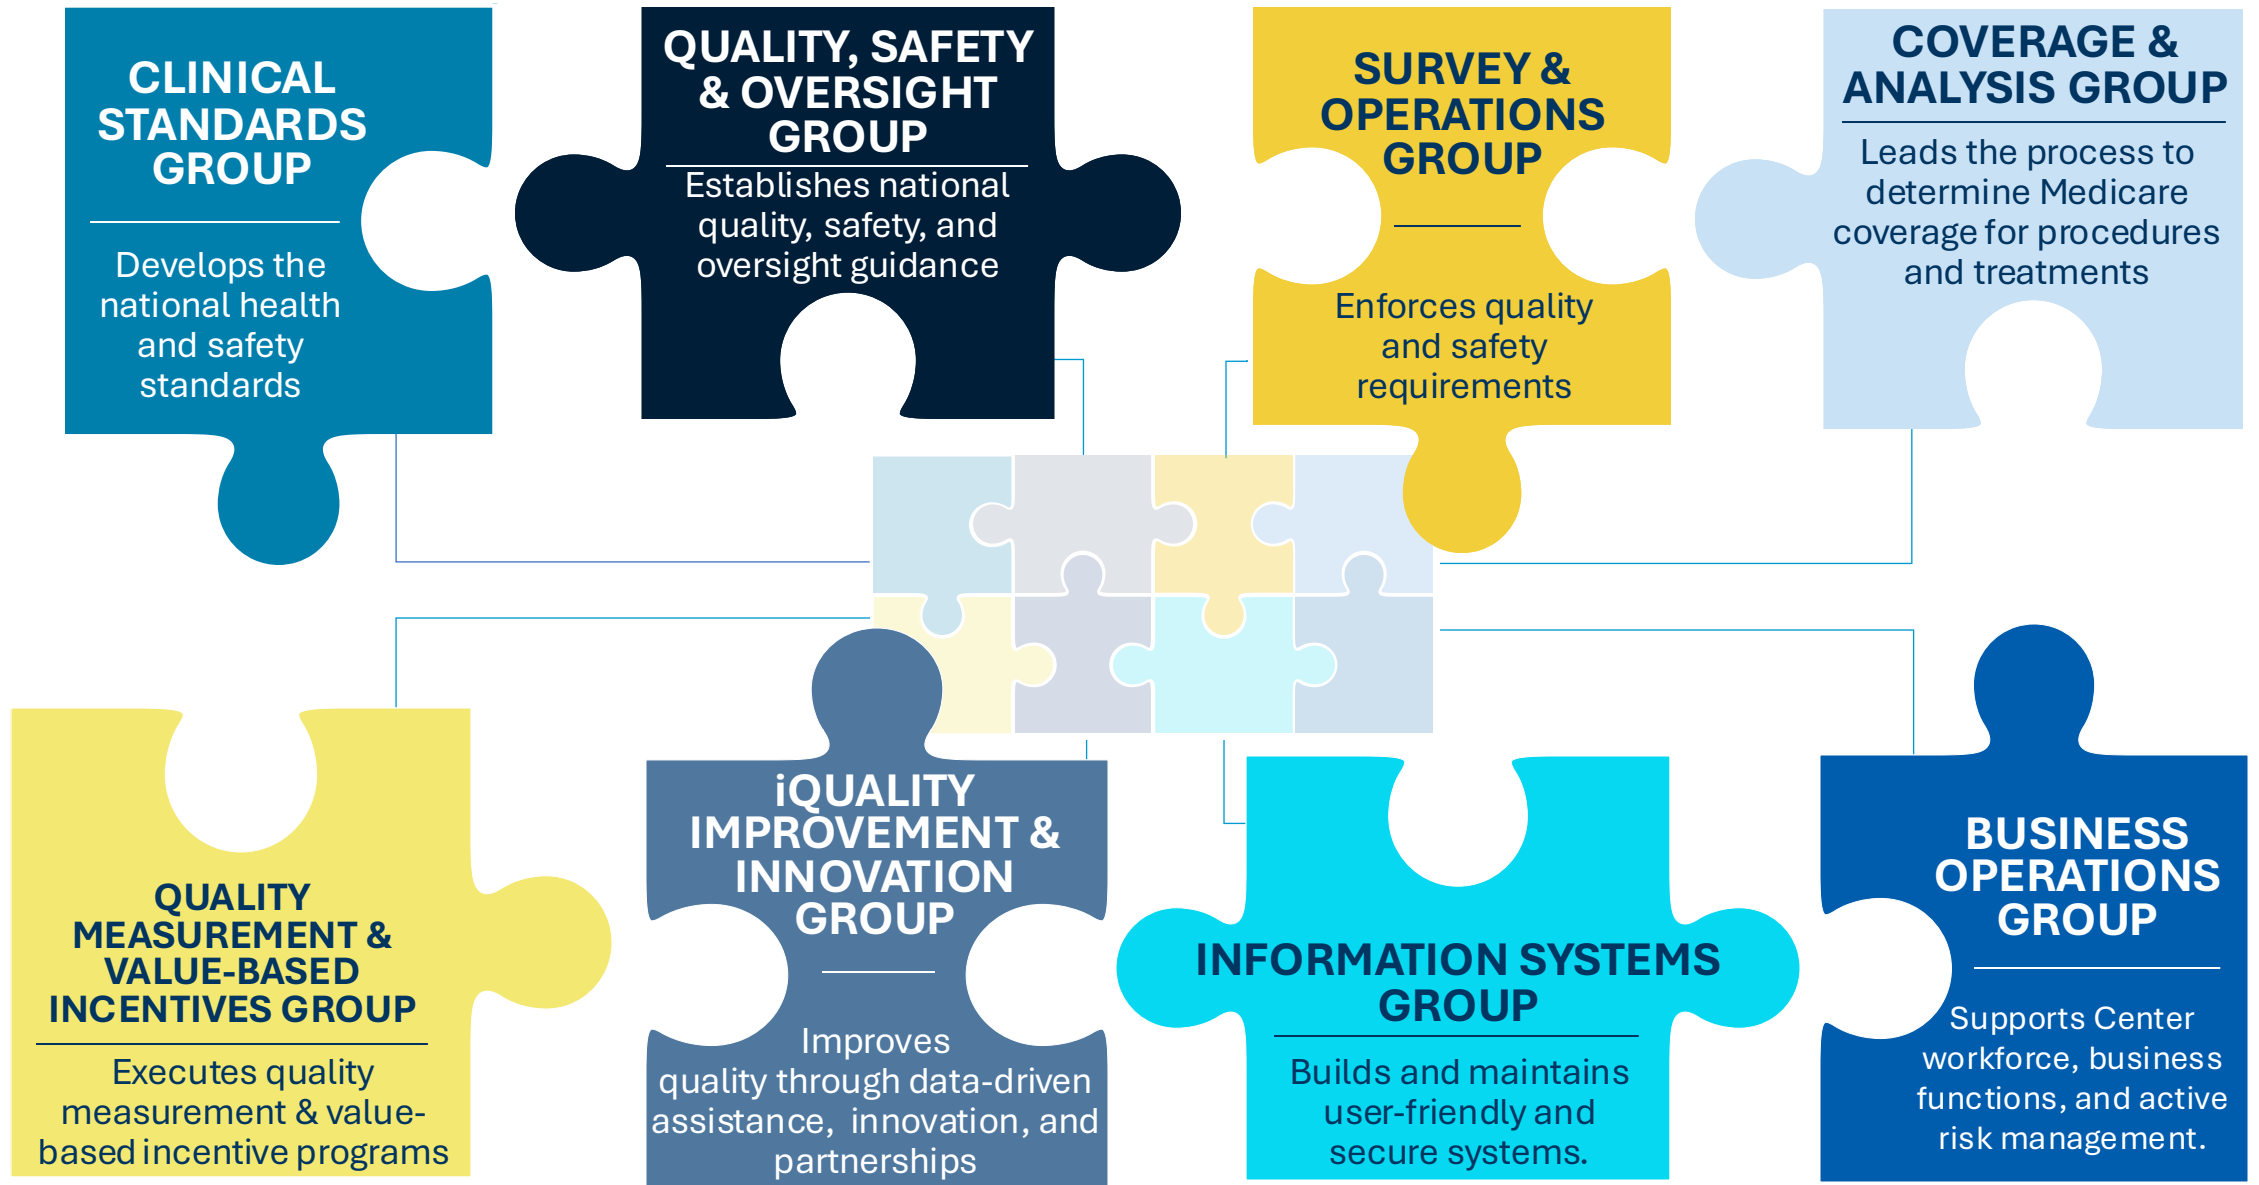 CLINICAL
STANDARDS
GROUP
Develops the
national health
and safety
standards
QUALITY, SAFETY
& OVERSIGHT
GROUP
Establishes national
quality, safety, and
oversight guidance
SURVEY &
OPERATIONS
GROUP
Enforces quality
and safety
requirements
COVERAGE &
ANALYSIS GROUP
Leads the process to
determine Medicare
coverage for procedures
and treatments
QUALITY
MEASUREMENT &
VALUE-BASED
INCENTIVES GROUP
Executes quality
measurement & value-
based incentive programs
iQUALITY
IMPROVEMENT &
INNOVATION
GROUP
Improves
quality through data-driven
assistance, innovation, and
partnerships
INFORMATION SYSTEMS
GROUP
Builds and maintains
user-friendly and
secure systems.
BUSINESS
OPERATIONS
GROUP
Supports Center
workforce, business
functions, and active
risk management.